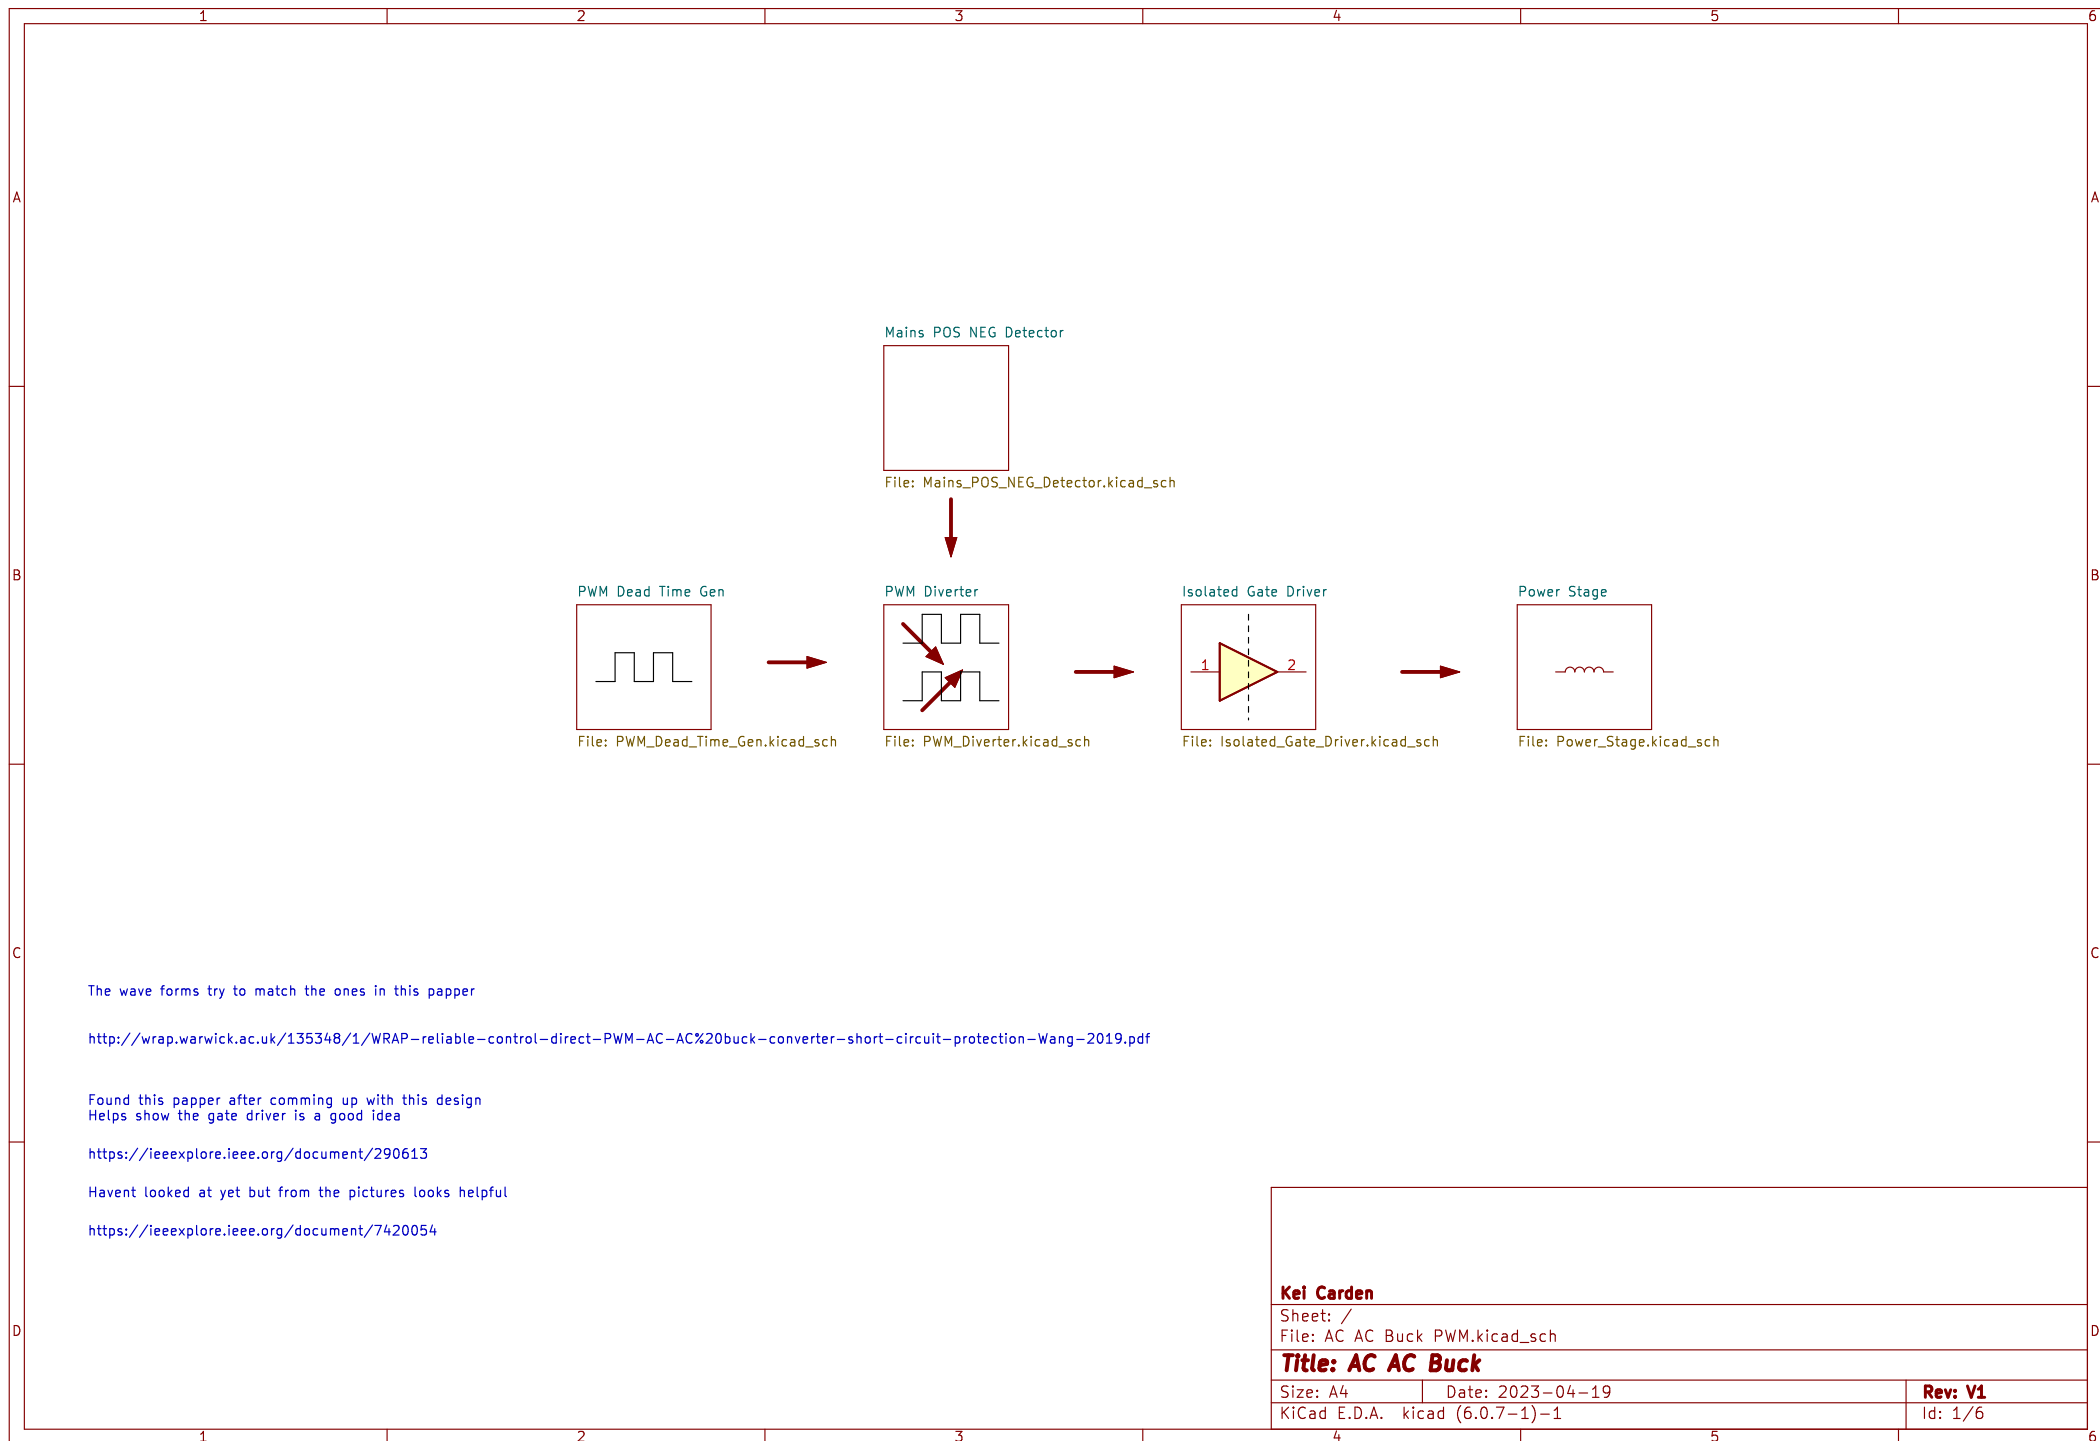 1 2 3 4 5 6
A A
Mains POS NEG Detector
File: Mains_POS_NEG_Detector.kicad_sch
B B
PWM Dead Time Gen PWM Diverter Isolated Gate Driver Power Stage
1 2
File: PWM_Dead_Time_Gen.kicad_sch File: PWM_Diverter.kicad_sch File: Isolated_Gate_Driver.kicad_sch File: Power_Stage.kicad_sch
C C
The wave forms try to match the ones in this papper
http://wrap.warwick.ac.uk/135348/1/WRAP-reliable-control-direct-PWM-AC-AC%20buck-converter-short-circuit-protection-Wang-2019.pdf
Found this papper after comming up with this design
Helps show the gate driver is a good idea
https://ieeexplore.ieee.org/document/290613
Havent looked at yet but from the pictures looks helpful
https://ieeexplore.ieee.org/document/7420054
Kei Carden
Sheet: /
File: AC AC Buck PWM.kicad_sch
D D
Title: AC AC Buck
Size: A4 Date: 2023-04-19 Rev: V1
KiCad E.D.A. kicad (6.0.7-1)-1 Id: 1/6
1 2 3 4 5 6